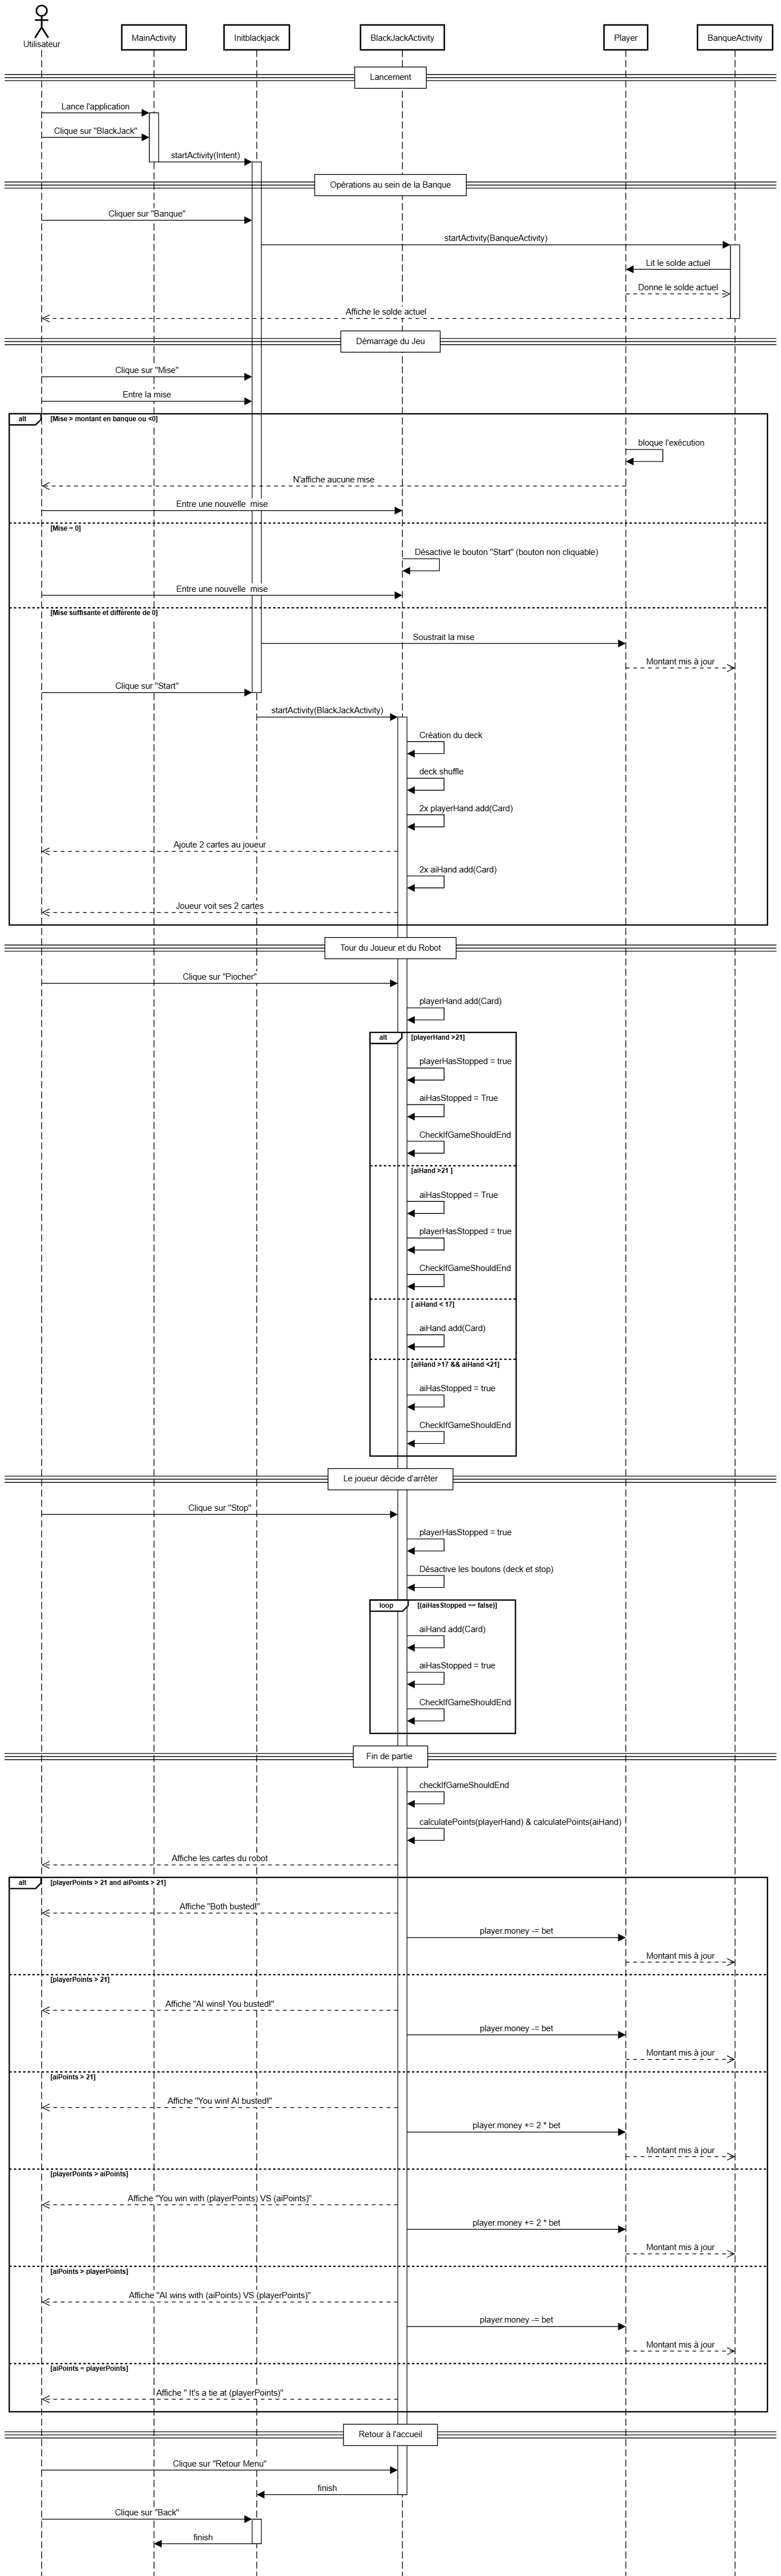 Utilisateur
MainActivity
Initblackjack
BlackJackActivity
Player
BanqueActivity
Lancement
Lance l'application
Clique sur "BlackJack"
startActivity(Intent)
Opérations au sein de la Banque
Cliquer sur "Banque"
startActivity(BanqueActivity)
Lit le solde actuel
Donne le solde actuel
Affiche le solde actuel
Démarrage du Jeu
Clique sur "Mise"
Entre la mise
alt [Mise > montant en banque ou <0]
bloque l'exécution
N'affiche aucune mise
Entre une nouvelle  mise
[Mise = 0]
Désactive le bouton "Start" (bouton non cliquable)
Entre une nouvelle  mise
[Mise suffisante et différente de 0]
Soustrait la mise
Montant mis à jour
Clique sur "Start"
startActivity(BlackJackActivity)
Création du deck
deck.shuffle
2x playerHand.add(Card)
Ajoute 2 cartes au joueur
2x aiHand.add(Card)
Joueur voit ses 2 cartes
Tour du Joueur et du Robot
Clique sur "Piocher"
playerHand.add(Card)
alt [playerHand >21]
playerHasStopped = true
aiHasStopped = True
CheckIfGameShouldEnd
[aiHand >21 ]
aiHasStopped = True
playerHasStopped = true
CheckIfGameShouldEnd
[ aiHand < 17]
aiHand.add(Card)
[aiHand >17 && aiHand <21]
aiHasStopped = true
CheckIfGameShouldEnd
Le joueur décide d'arrêter
Clique sur "Stop"
playerHasStopped = true
Désactive les boutons (deck et stop)
loop [(aiHasStopped == false)]
aiHand.add(Card)
aiHasStopped = true
CheckIfGameShouldEnd
Fin de partie
checkIfGameShouldEnd
calculatePoints(playerHand) & calculatePoints(aiHand)
Affiche les cartes du robot
alt [playerPoints > 21 and aiPoints > 21]
Affiche "Both busted!"
player.money -= bet
Montant mis à jour
[playerPoints > 21]
Affiche "AI wins! You busted!"
player.money -= bet
Montant mis à jour
[aiPoints > 21]
Affiche "You win! AI busted!"
player.money += 2 * bet
Montant mis à jour
[playerPoints > aiPoints]
Affiche "You win with (playerPoints) VS (aiPoints)"
player.money += 2 * bet
Montant mis à jour
[aiPoints > playerPoints]
Affiche "AI wins with (aiPoints) VS (playerPoints)"
player.money -= bet
Montant mis à jour
[aiPoints = playerPoints]
Affiche " It's a tie at (playerPoints)"
Retour à l'accueil
Clique sur "Retour Menu"
finish
Clique sur "Back"
finish